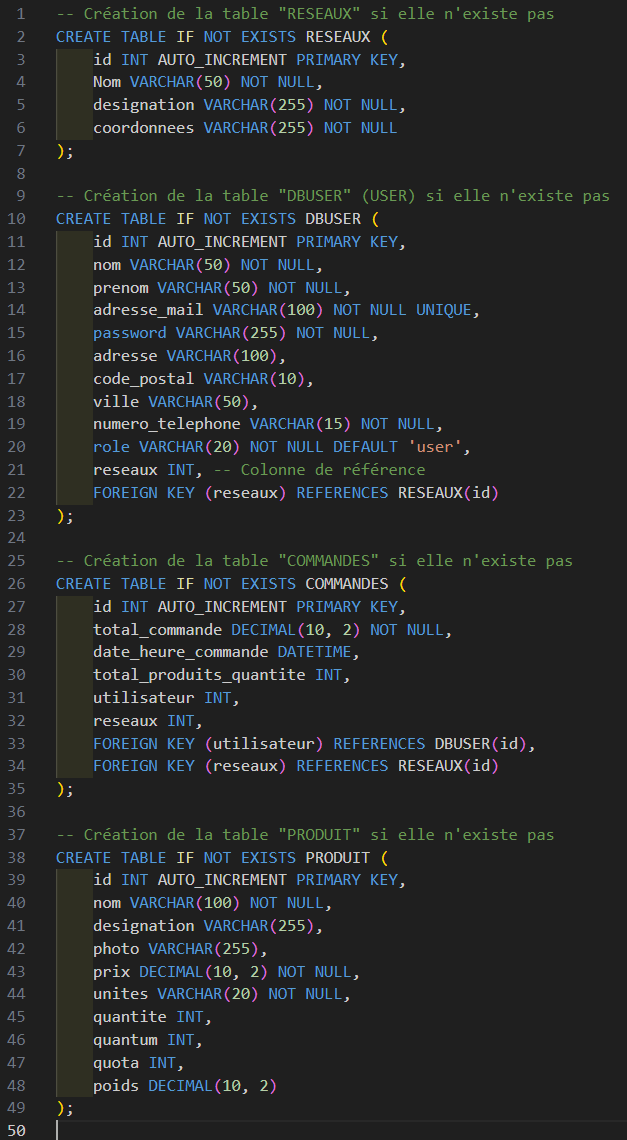 1 -- Création de la table "RESEAUX" si elle n'existe pas
2 CREATE TABLE IF NOT EXISTS RESEAUX (
3     id INT AUTO_INCREMENT PRIMARY KEY,
4     Nom VARCHAR(50) NOT NULL,
5     designation VARCHAR(255) NOT NULL,
6     coordonnees VARCHAR(255) NOT NULL
7 );
8
9 -- Création de la table "DBUSER" (USER) si elle n'existe pas
10 CREATE TABLE IF NOT EXISTS DBUSER (
11     id INT AUTO_INCREMENT PRIMARY KEY,
12     nom VARCHAR(50) NOT NULL,
13     prenom VARCHAR(50) NOT NULL,
14     adresse_mail VARCHAR(100) NOT NULL UNIQUE,
15     password VARCHAR(255) NOT NULL,
16     adresse VARCHAR(100),
17     code_postal VARCHAR(10),
18     ville VARCHAR(50),
19     numero_telephone VARCHAR(15) NOT NULL,
20     role VARCHAR(20) NOT NULL DEFAULT 'user',
21     reseaux INT, -- Colonne de référence
22     FOREIGN KEY (reseaux) REFERENCES RESEAUX(id)
23 );
24
25 -- Création de la table "COMMANDES" si elle n'existe pas
26 CREATE TABLE IF NOT EXISTS COMMANDES (
27     id INT AUTO_INCREMENT PRIMARY KEY,
28     total_commande DECIMAL(10, 2) NOT NULL,
29     date_heure_commande DATETIME,
30     total_produits_quantite INT,
31     utilisateur INT,
32     reseaux INT,
33     FOREIGN KEY (utilisateur) REFERENCES DBUSER(id),
34     FOREIGN KEY (reseaux) REFERENCES RESEAUX(id)
35 );
36
37 -- Création de la table "PRODUIT" si elle n'existe pas
38 CREATE TABLE IF NOT EXISTS PRODUIT (
39     id INT AUTO_INCREMENT PRIMARY KEY,
40     nom VARCHAR(100) NOT NULL,
41     designation VARCHAR(255),
42     photo VARCHAR(255),
43     prix DECIMAL(10, 2) NOT NULL,
44     unites VARCHAR(20) NOT NULL,
45     quantite INT,
46     quantum INT,
47     quota INT,
48     poids DECIMAL(10, 2)
49 );
50